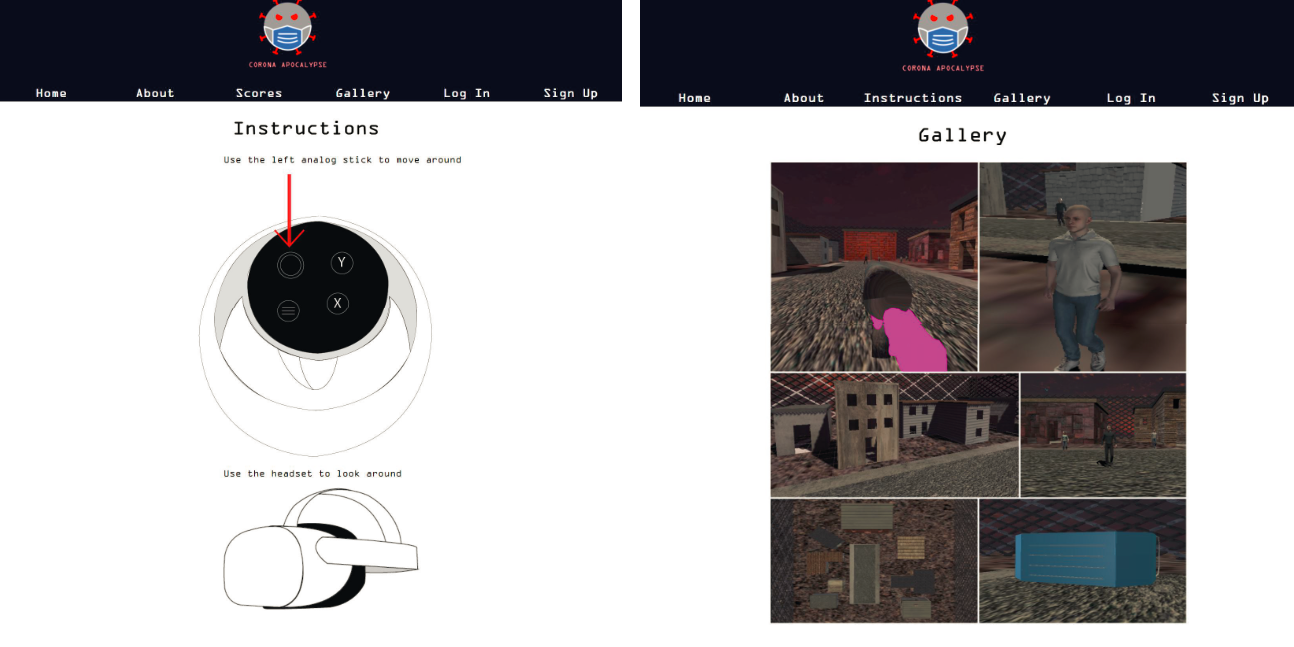 CORONA APOCALYPSE
Home About Scores Gallery Log In Sign Up
Instructions
Use the left analog stick to move around
Y
X
Use the headset to look around
CORONA APOCALYPSE
Home About Instructions Gallery Log In Sign Up
Gallery